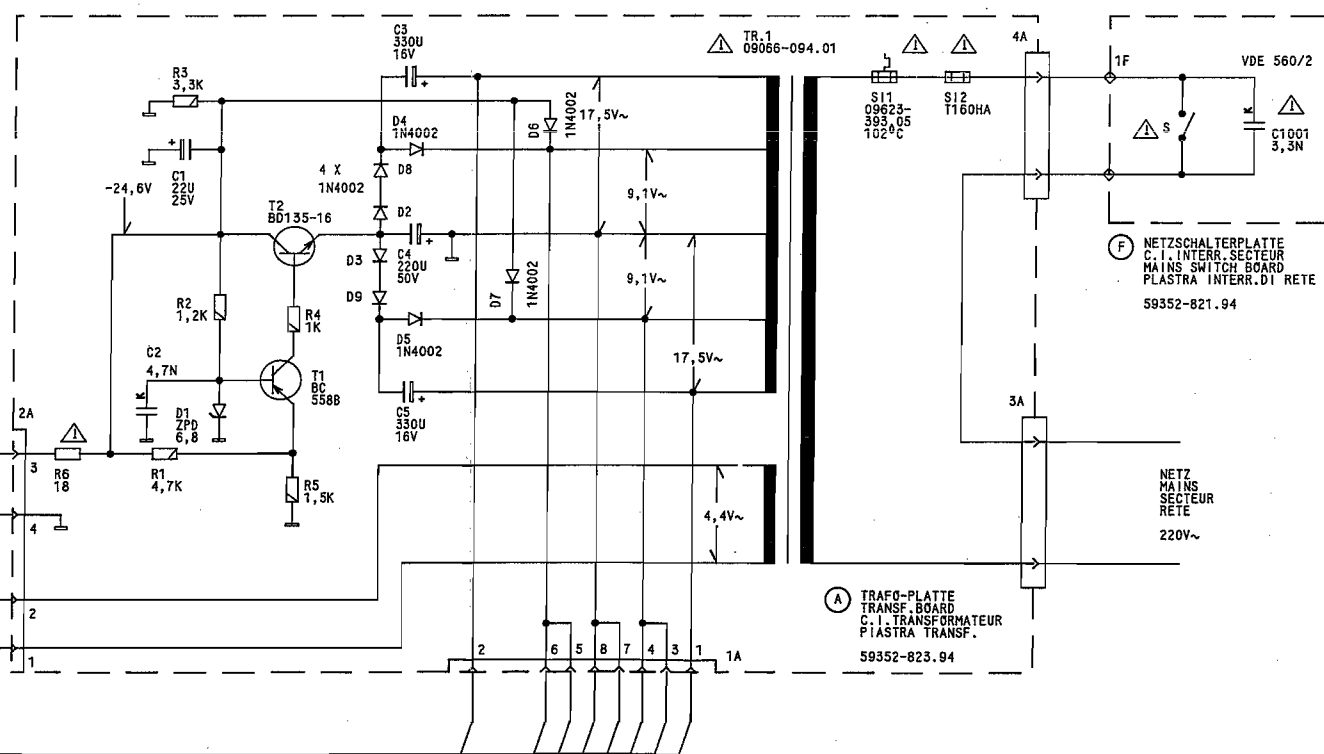 C3
330U
16V
R3
3,3K
TR.1
09066-094.01
4A
1F
VDE 560/2
SI1
09623-
393.05
102°C
SI2
T160HA
S
C1001
3,3N
D4
1N4002
D6
1N4002
17,5V~
+
C1
22U
25V
4 X
1N4002
D8
-24,6V
T2
BD135-16
D2
9,1V~
C4
220U
50V
D3
D9
D7
1N4002
9,1V~
F
NETZSCHALTERPLATTE
C.I.INTERR.SECTEUR
MAINS SWITCH BOARD
PLASTRA INTERR.DI RETE
59352-821.94
R2
1,2K
R4
1K
D5
1N4002
17,5V~
C2
4,7N
T1
BC
558B
C5
330U
16V
K
D1
ZPD
6,8
2A
3A
3
R6
18
R1
4,7K
R5
1,5K
4
4,4V~
NETZ
MAINS
SECTEUR
RETE
220V~
2
1
A
TRAFO-PLATTE
TRANSF.BOARD
C.I.TRANSFORMATEUR
PIASTRA TRANSF.
59352-823.94
2 6 5 8 7 4 3 1 1A